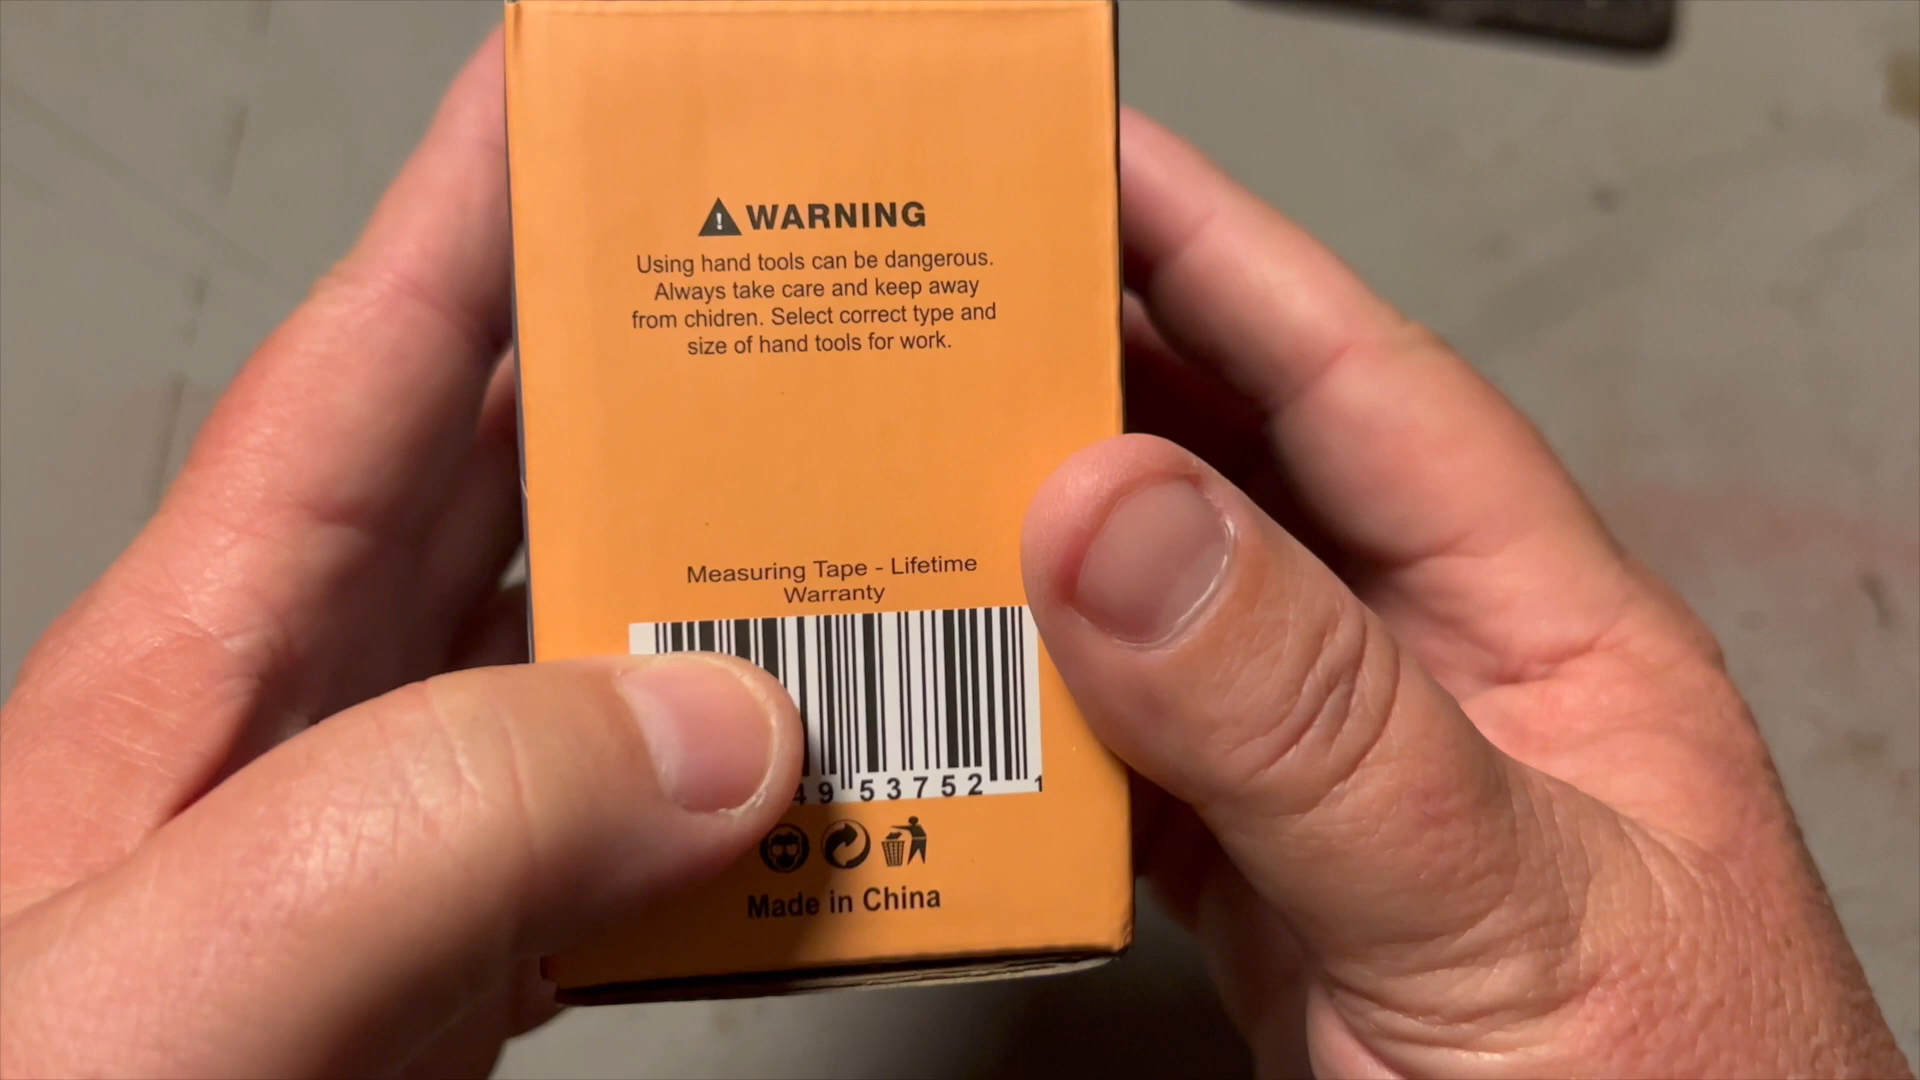 WARNING
Using hand tools can be dangerous.
Always take care and keep away
from chidren. Select correct type and
size of hand tools for work.
Measuring Tape - Lifetime
Warranty
49 53752 1
Made in China